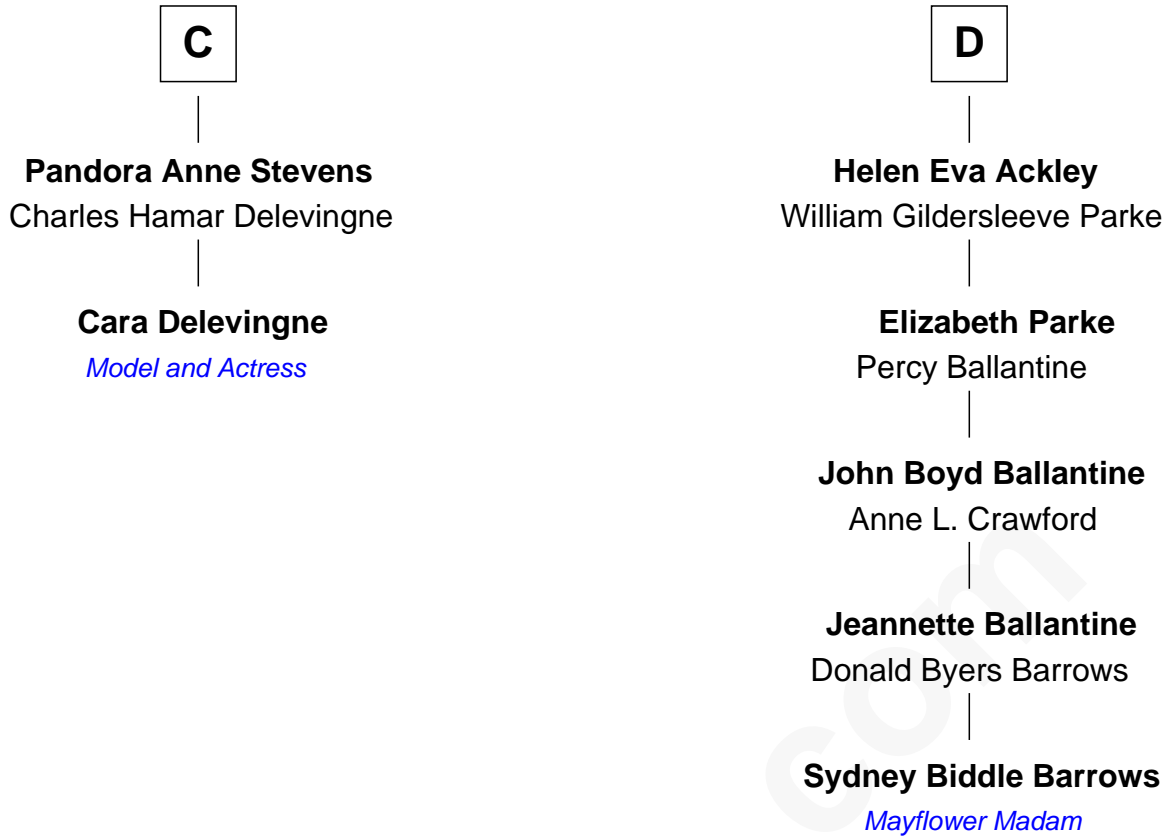 C
Pandora Anne Stevens
Charles Hamar Delevingne
Cara Delevingne
Model and Actress
D
Helen Eva Ackley
William Gildersleeve Parke
Elizabeth Parke
Percy Ballantine
John Boyd Ballantine
Anne L. Crawford
Jeannette Ballantine
Donald Byers Barrows
Sydney Biddle Barrows
Mayflower Madam
com